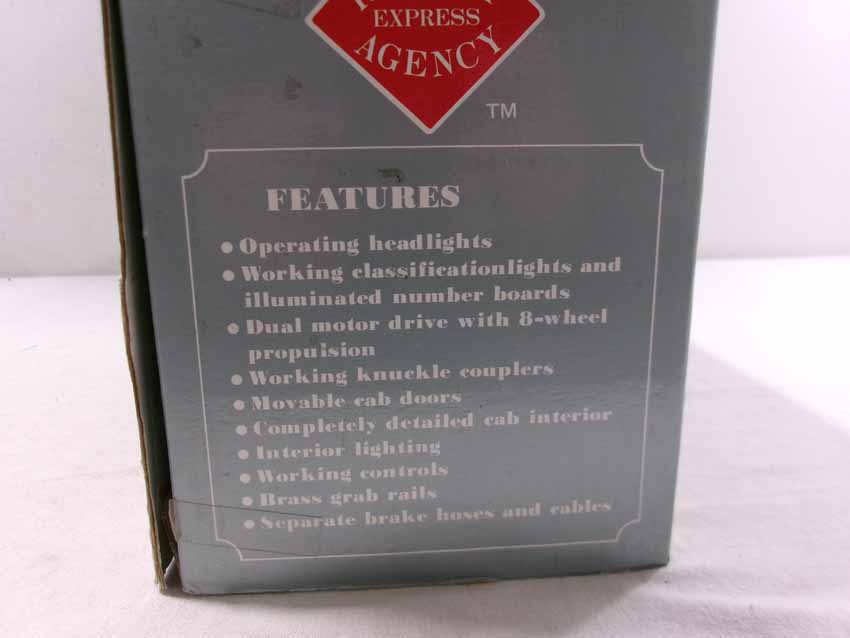 EXPRESS
AGENCY
TM
FEATURES
• Operating headlights
• Working classificationlights and
illuminated number boards
• Dual motor drive with 8-wheel
propulsion
• Working knuckle couplers
• Movable cab doors
• Completely detailed cab interior
• Interior lighting
• Working controls
• Brass grab rails
• Separate brake hoses and cables